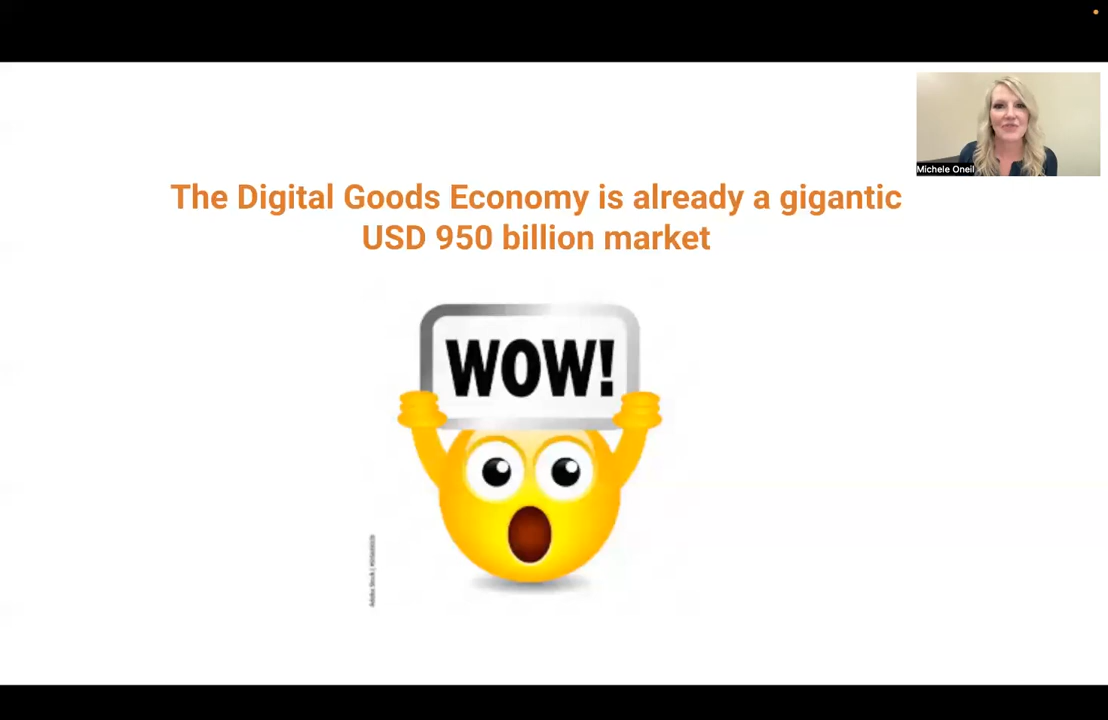 Michele Oneil
The Digital Goods Economy is already a gigantic
USD 950 billion market
WOW!